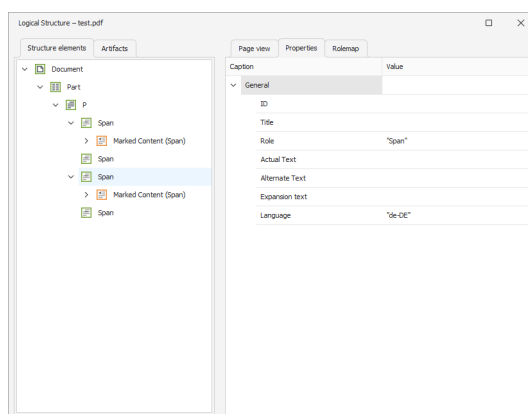 Logical Structure – test.pdf
Structure elements
Artifacts
Document
Part
P
Span
Marked Content (Span)
Span
Span
Marked Content (Span)
Span
Page view
Properties
Rolemap
Caption
Value
General
ID
Title
Role "Span"
Actual Text
Alternate Text
Expansion text
Language "de-DE"